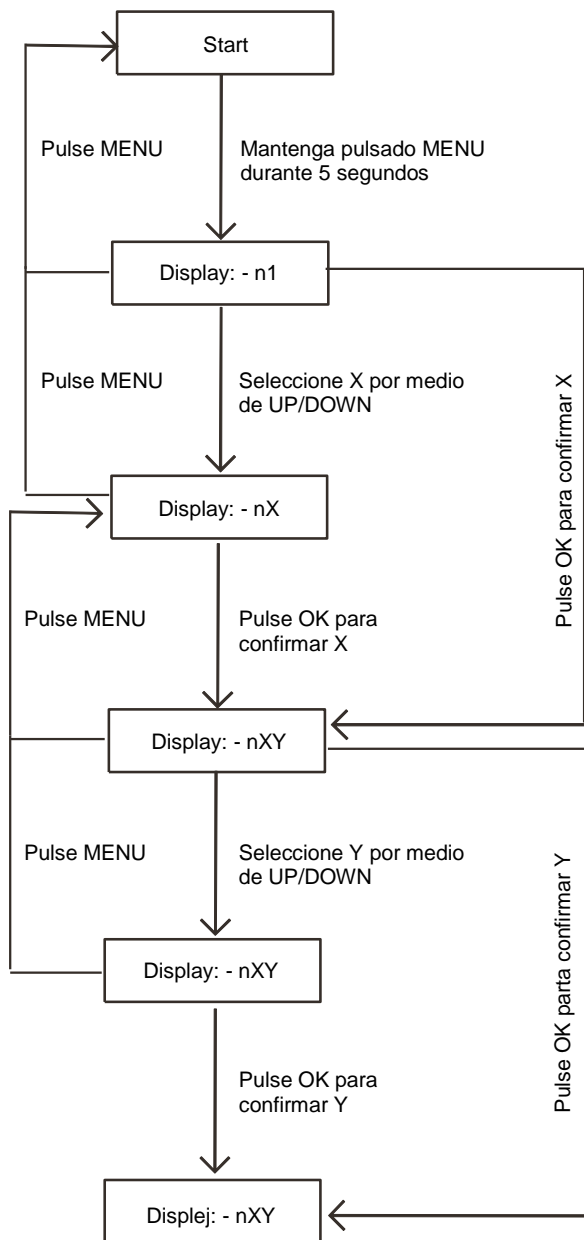 Start
Pulse MENU
Mantenga pulsado MENU
durante 5 segundos
Display: - n1
Pulse MENU
Seleccione X por medio
de UP/DOWN
Pulse OK para confirmar X
Display: - nX
Pulse MENU
Pulse OK para
confirmar X
Display: - nXY
Pulse MENU
Seleccione Y por medio
de UP/DOWN
Pulse OK parta confirmar Y
Display: - nXY
Pulse OK para
confirmar Y
Displej: - nXY